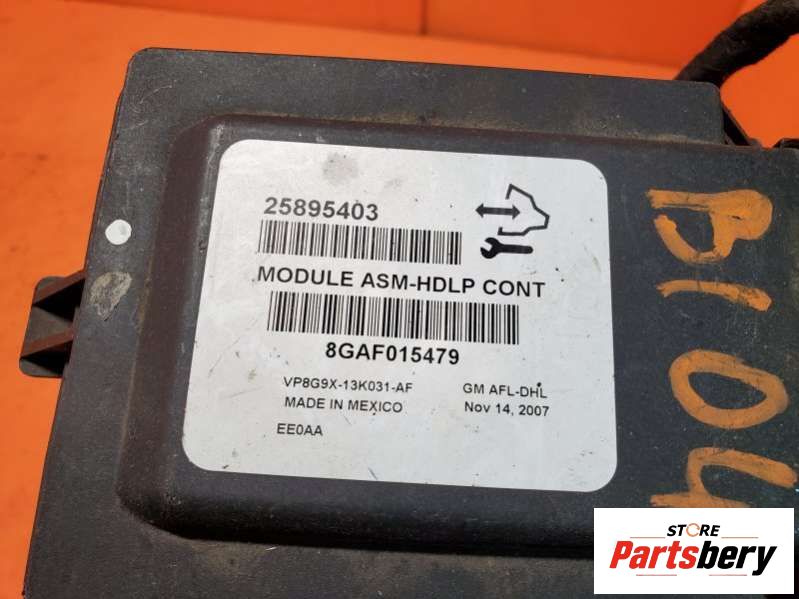 25895403
MODULE ASM-HDLP CONT
8GAF015479
VP8G9X-13K031-AF GM AFL-DHL
MADE IN MEXICO Nov 14, 2007
EE0AA
B104
STORE
Partsbery